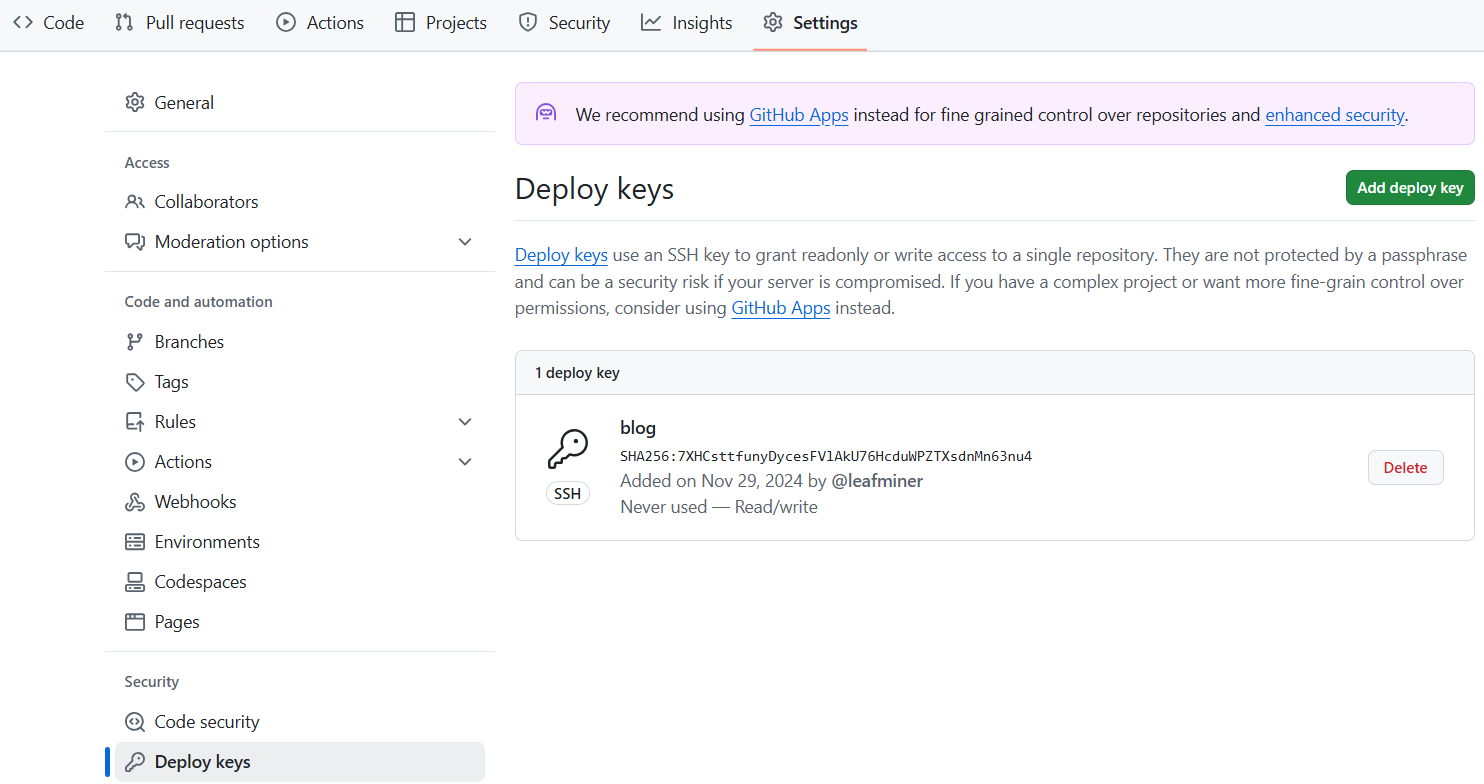 Code Pull requests Actions Projects Security Insights Settings
General
Access
Collaborators
Moderation options
Code and automation
Branches
Tags
Rules
Actions
Webhooks
Environments
Codespaces
Pages
Security
Code security
Deploy keys
We recommend using GitHub Apps instead for fine grained control over repositories and enhanced security.
Deploy keys
Add deploy key
Deploy keys use an SSH key to grant readonly or write access to a single repository. They are not protected by a passphrase
and can be a security risk if your server is compromised. If you have a complex project or want more fine-grain control over
permissions, consider using GitHub Apps instead.
1 deploy key
SSH
blog
SHA256:7XHCsttfunyDycesFVlAkU76HcduWPZTXsdnMn63nu4
Added on Nov 29, 2024 by @leafminer
Never used — Read/write
Delete